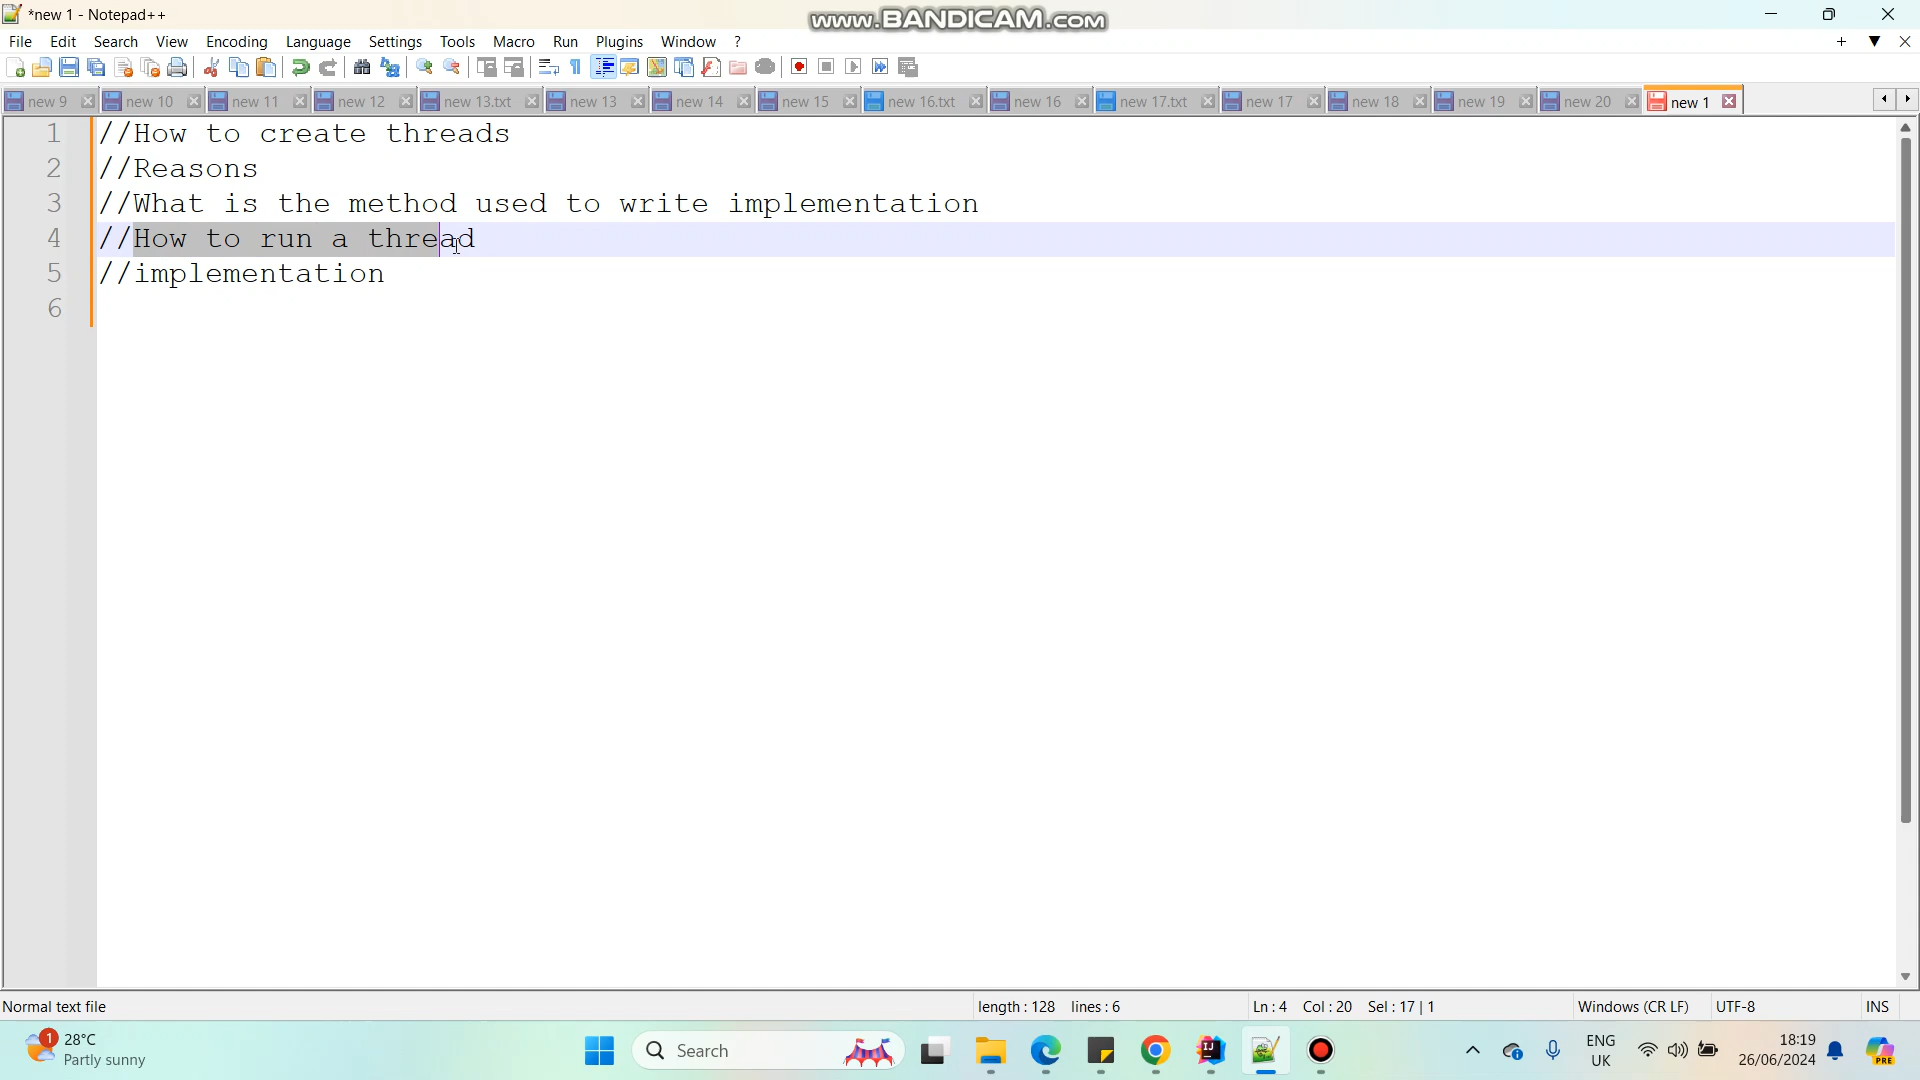 *new 1 - Notepad++
www.BANDICAM.com
File Edit Search View Encoding Language Settings Tools Macro Run Plugins Window ?
new 9 new 10 new 11 new 12 new 13.txt new 13 new 14 new 15 new 16.txt new 16 new 17.txt new 17 new 18 new 19 new 20 new 1
1 //How to create threads
2 //Reasons
3 //What is the method used to write implementation
4 //How to run a thread
5 //implementation
6
Normal text file length : 128 lines : 6 Ln : 4 Col : 20 Sel : 17 | 1 Windows (CR LF) UTF-8 INS
1 28°C
Partly sunny
Search
ENG
UK
18:19
26/06/2024
PRE